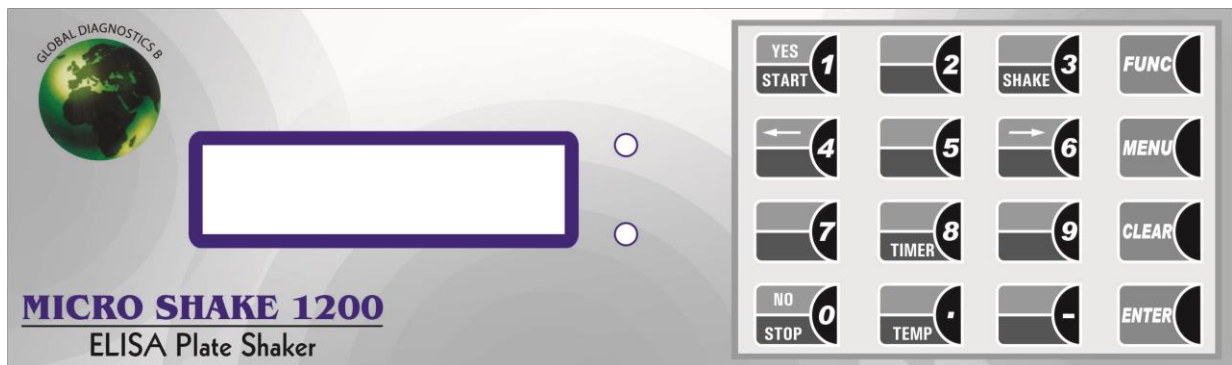 GLOBAL DIAGNOSTICS B
MICRO SHAKE 1200
ELISA Plate Shaker
YES
START
1
2
SHAKE
3
FUNC
←
4
5
→
6
MENU
7
TIMER
8
9
CLEAR
NO
STOP
0
TEMP
.
-
ENTER